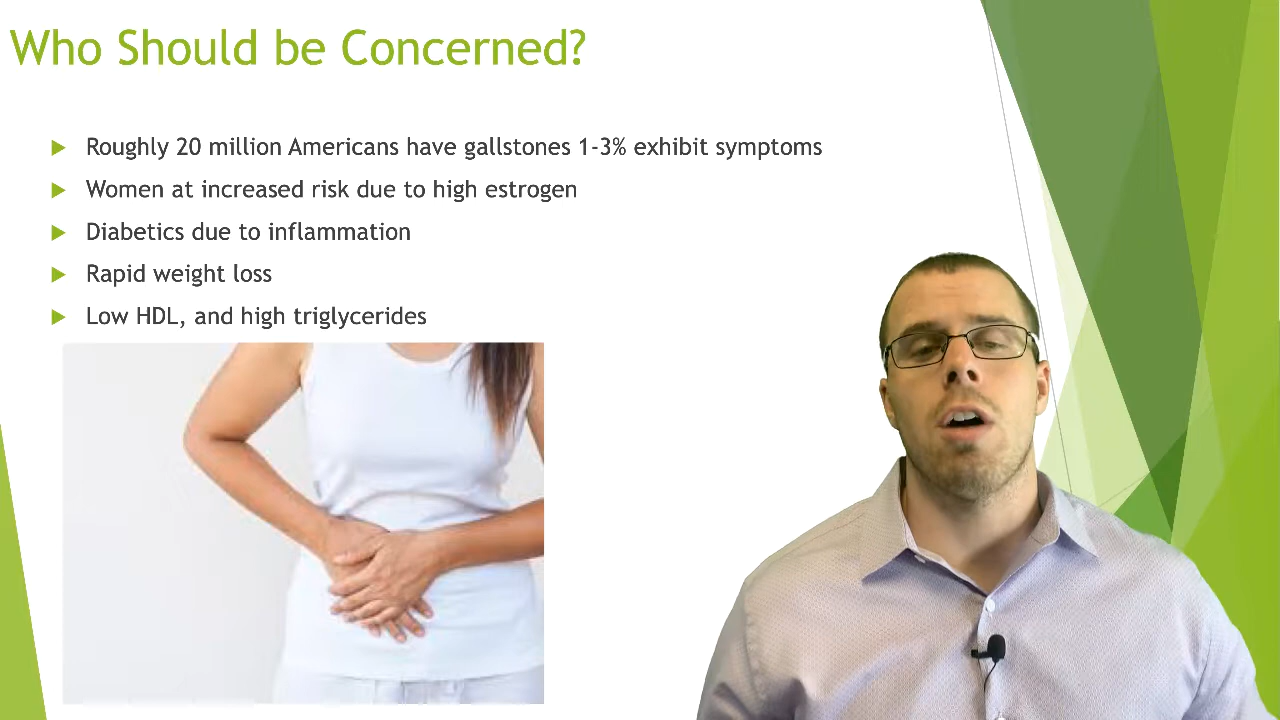 Who Should be Concerned?
Roughly 20 million Americans have gallstones 1-3% exhibit symptoms
Women at increased risk due to high estrogen
Diabetics due to inflammation
Rapid weight loss
Low HDL, and high triglycerides